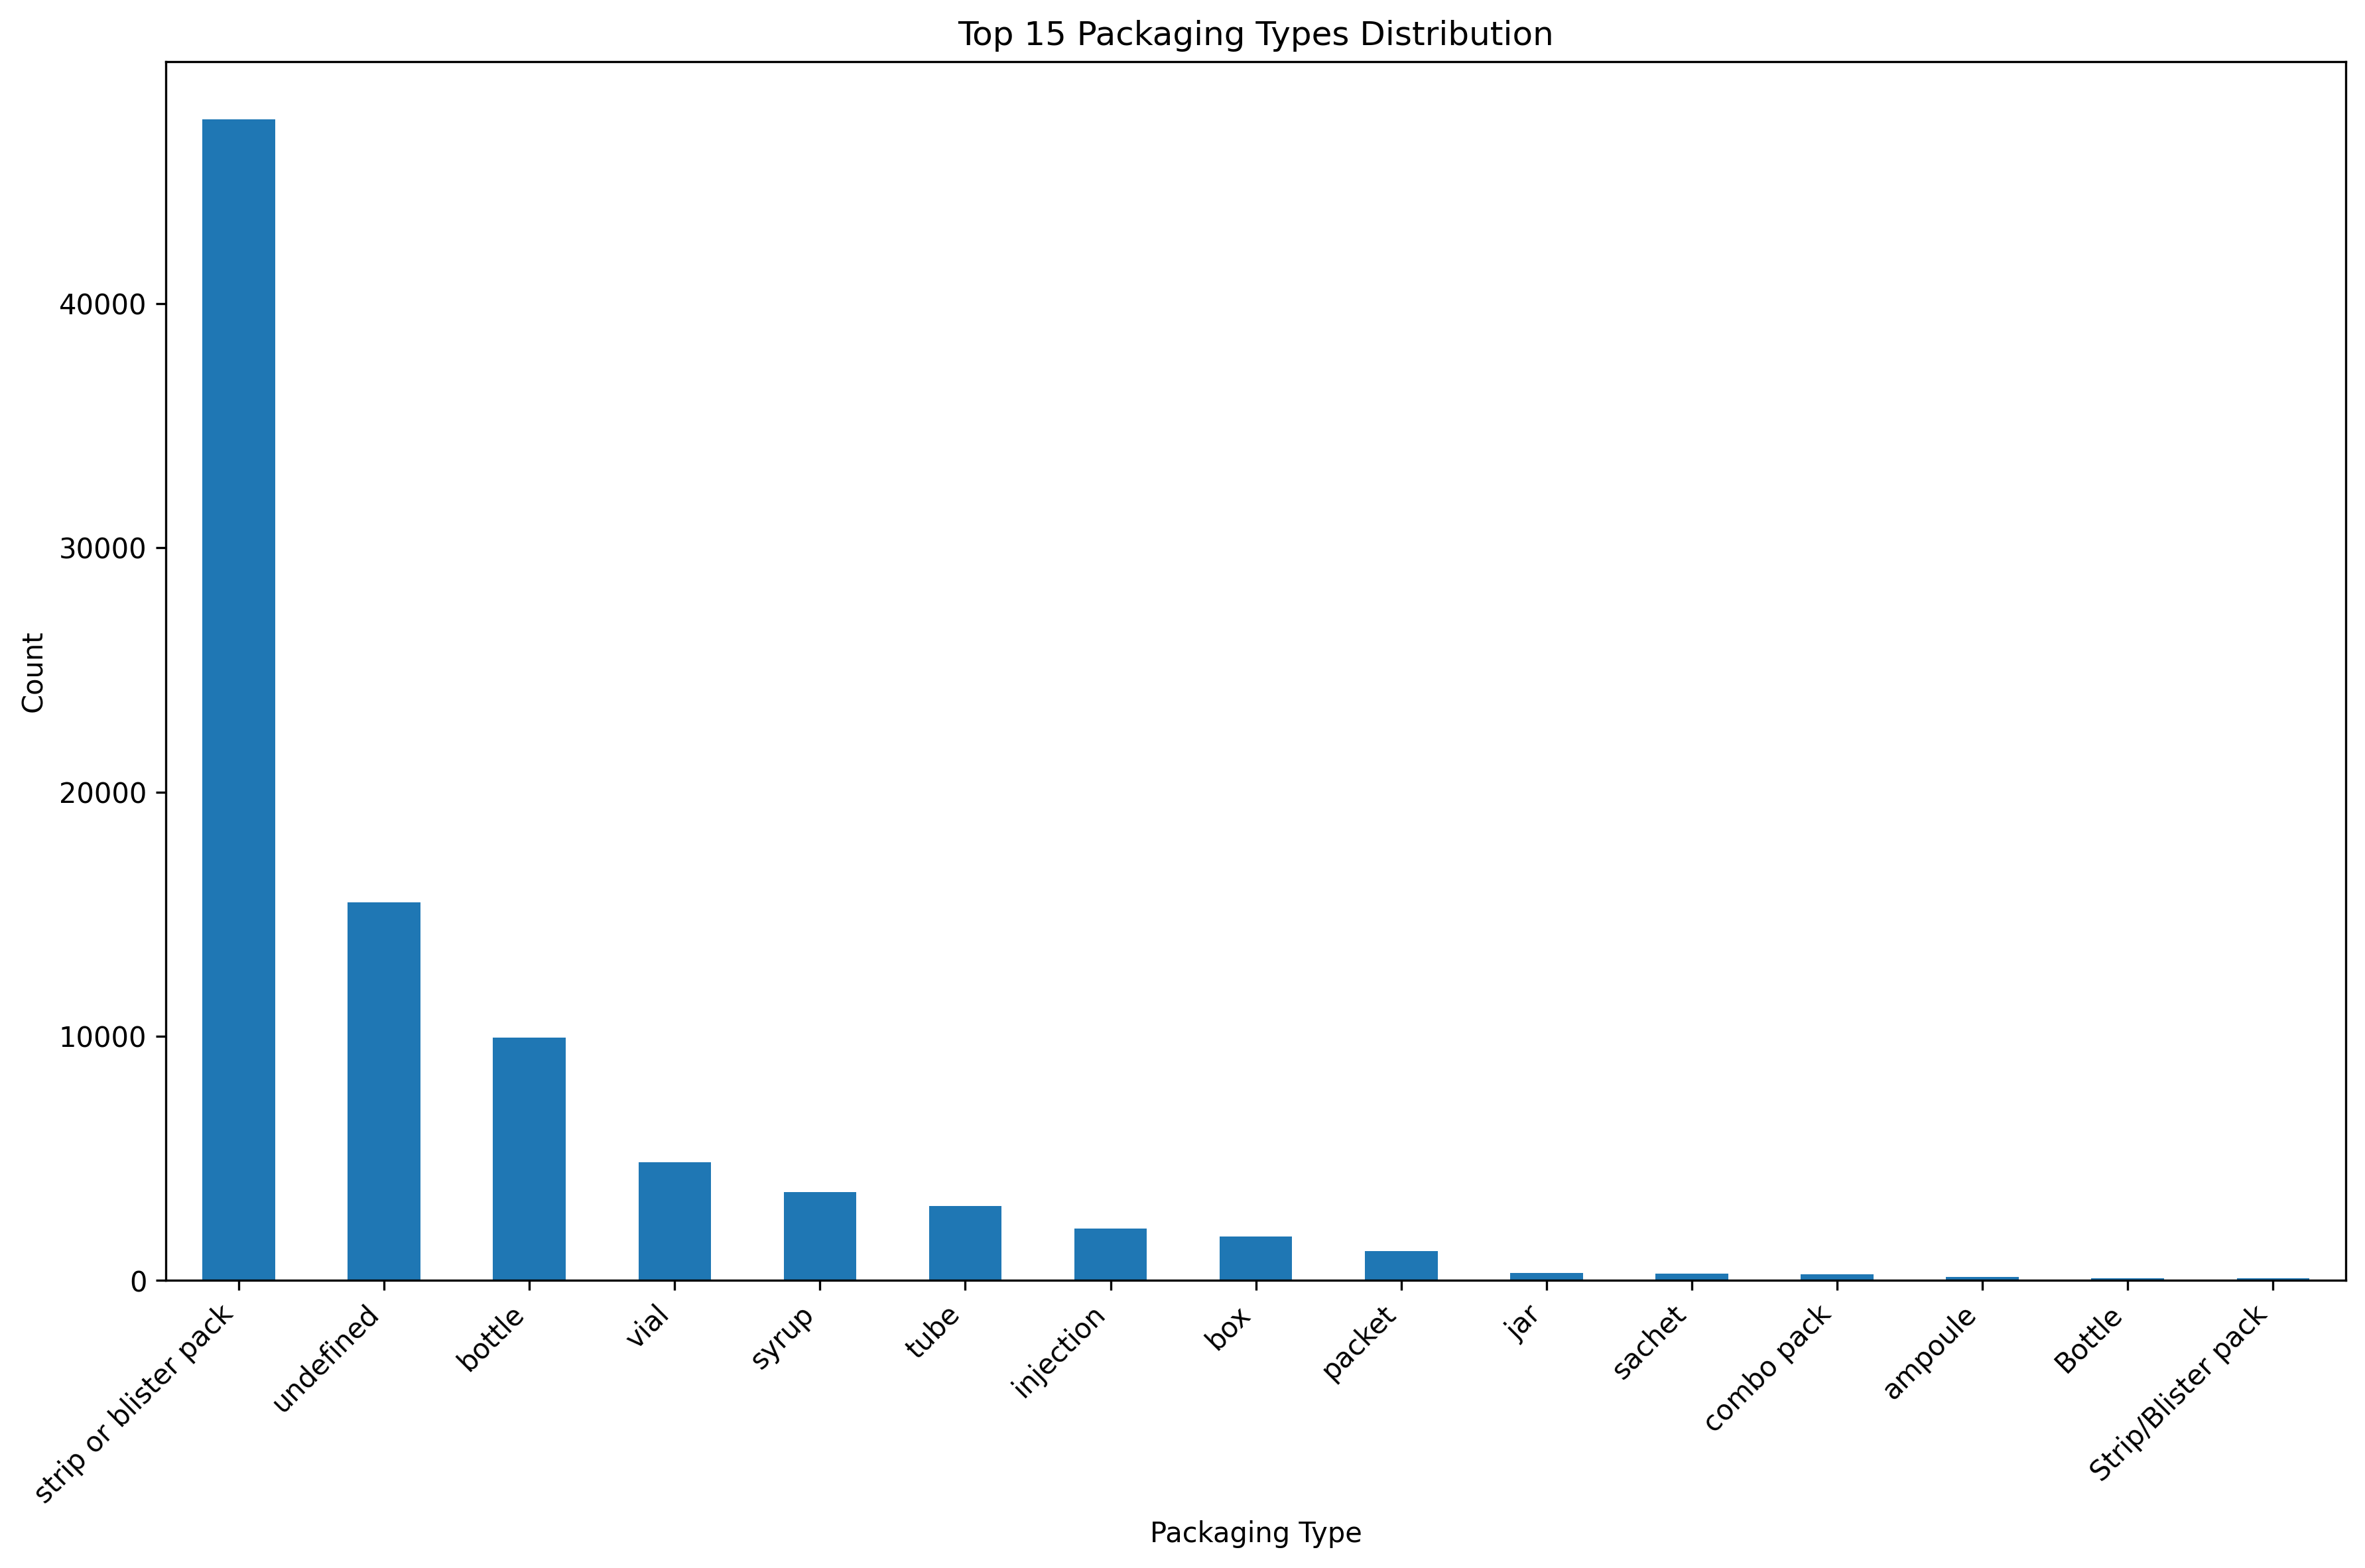 Top 15 Packaging Types Distribution
Count
40000
30000
20000
10000
0
strip or blister pack
undefined
bottle
vial
syrup
tube
injection
box
packet
jar
sachet
combo pack
ampoule
Bottle
Strip/Blister pack
Packaging Type